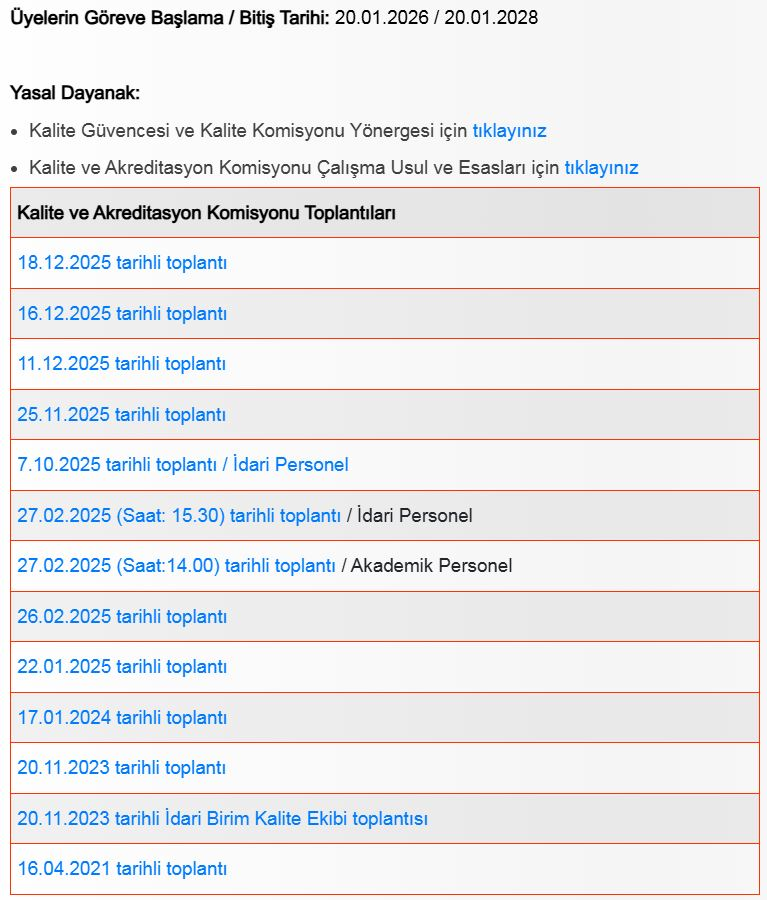 Üyelerin Göreve Başlama / Bitiş Tarihi: 20.01.2026 / 20.01.2028
Yasal Dayanak:
• Kalite Güvencesi ve Kalite Komisyonu Yönergesi için tıklayınız
• Kalite ve Akreditasyon Komisyonu Çalışma Usul ve Esasları için tıklayınız
Kalite ve Akreditasyon Komisyonu Toplantıları
18.12.2025 tarihli toplantı
16.12.2025 tarihli toplantı
11.12.2025 tarihli toplantı
25.11.2025 tarihli toplantı
7.10.2025 tarihli toplantı / İdari Personel
27.02.2025 (Saat: 15.30) tarihli toplantı / İdari Personel
27.02.2025 (Saat:14.00) tarihli toplantı / Akademik Personel
26.02.2025 tarihli toplantı
22.01.2025 tarihli toplantı
17.01.2024 tarihli toplantı
20.11.2023 tarihli toplantı
20.11.2023 tarihli İdari Birim Kalite Ekibi toplantısı
16.04.2021 tarihli toplantı